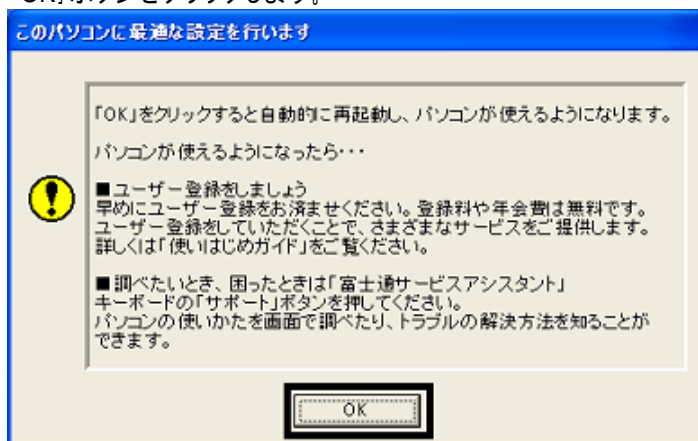 「OK」ボタンをクリックします。
このパソコンに最適な設定を行います
「OK」をクリックすると自動的に再起動し、パソコンが使えるようになります。
パソコンが使えるようになったら・・・
■ユーザー登録をしましょう
早めにユーザー登録をお済ませください。登録料や年会費は無料です。
ユーザー登録をしていただくことで、さまざまなサービスをご提供します。
詳しくは「使いはじめガイド」をご覧ください。
■調べたいとき、困ったときは「富士通サービスアシスタント」
キーボードの「サポート」ボタンを押してください。
パソコンの使いかたを画面で調べたり、トラブルの解決方法を知ることが
できます。
OK